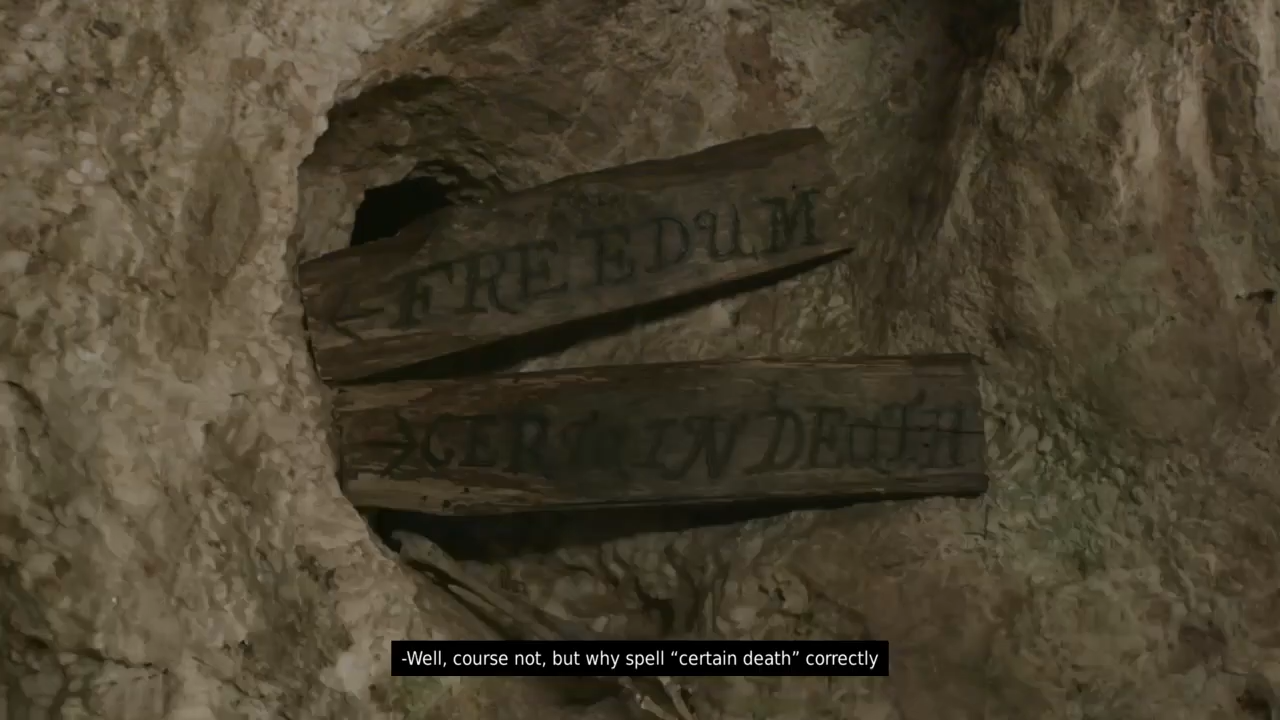 ← FREEDUM
→ CERTaIN DEaTH
-Well, course not, but why spell “certain death” correctly